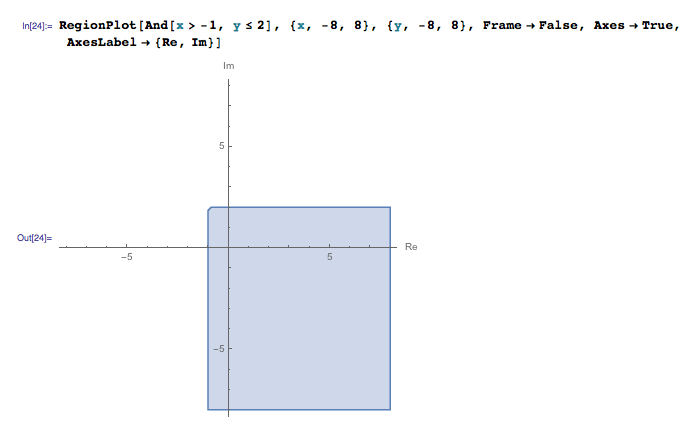 In[24]:= RegionPlot[And[x > -1, y ≤ 2], {x, -8, 8}, {y, -8, 8}, Frame → False, Axes → True,
AxesLabel → {Re, Im}]
Im
5
Out[24]=
Re
-5
5
-5